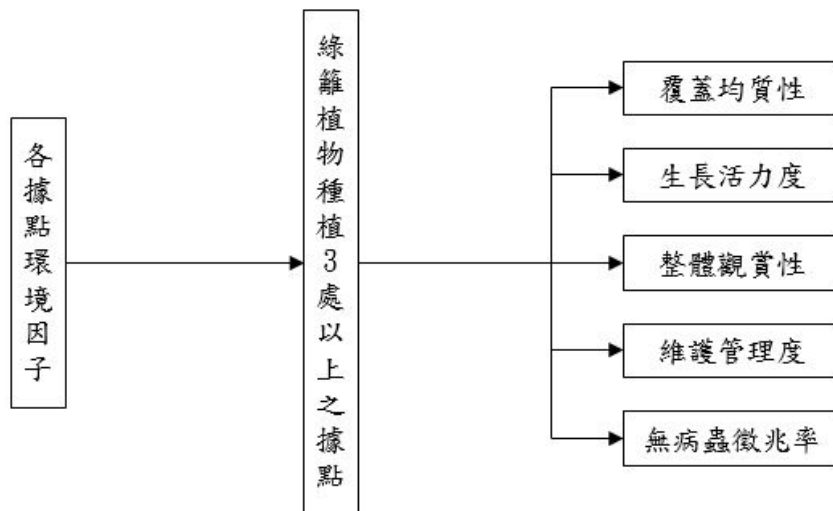 各據點環境因子
綠籬植物種植3處以上之據點
覆蓋均質性
生長活力度
整體觀賞性
維護管理度
無病蟲徵兆率